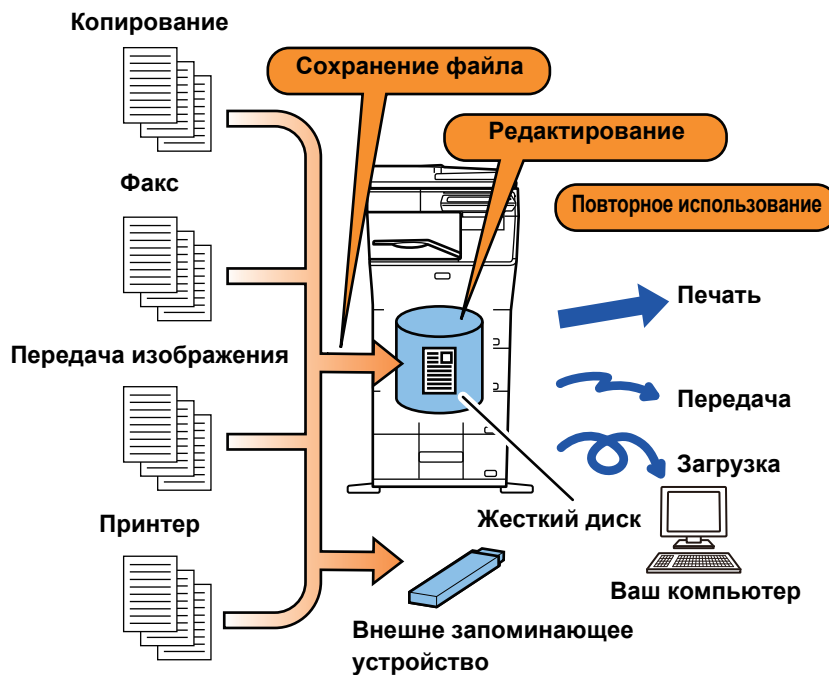 Копирование
Сохранение файла
Редактирование
Факс
Повторное использование
Печать
Передача изображения
Передача
Загрузка
Принтер
Жесткий диск
Ваш компьютер
Внешне запоминающее
устройство